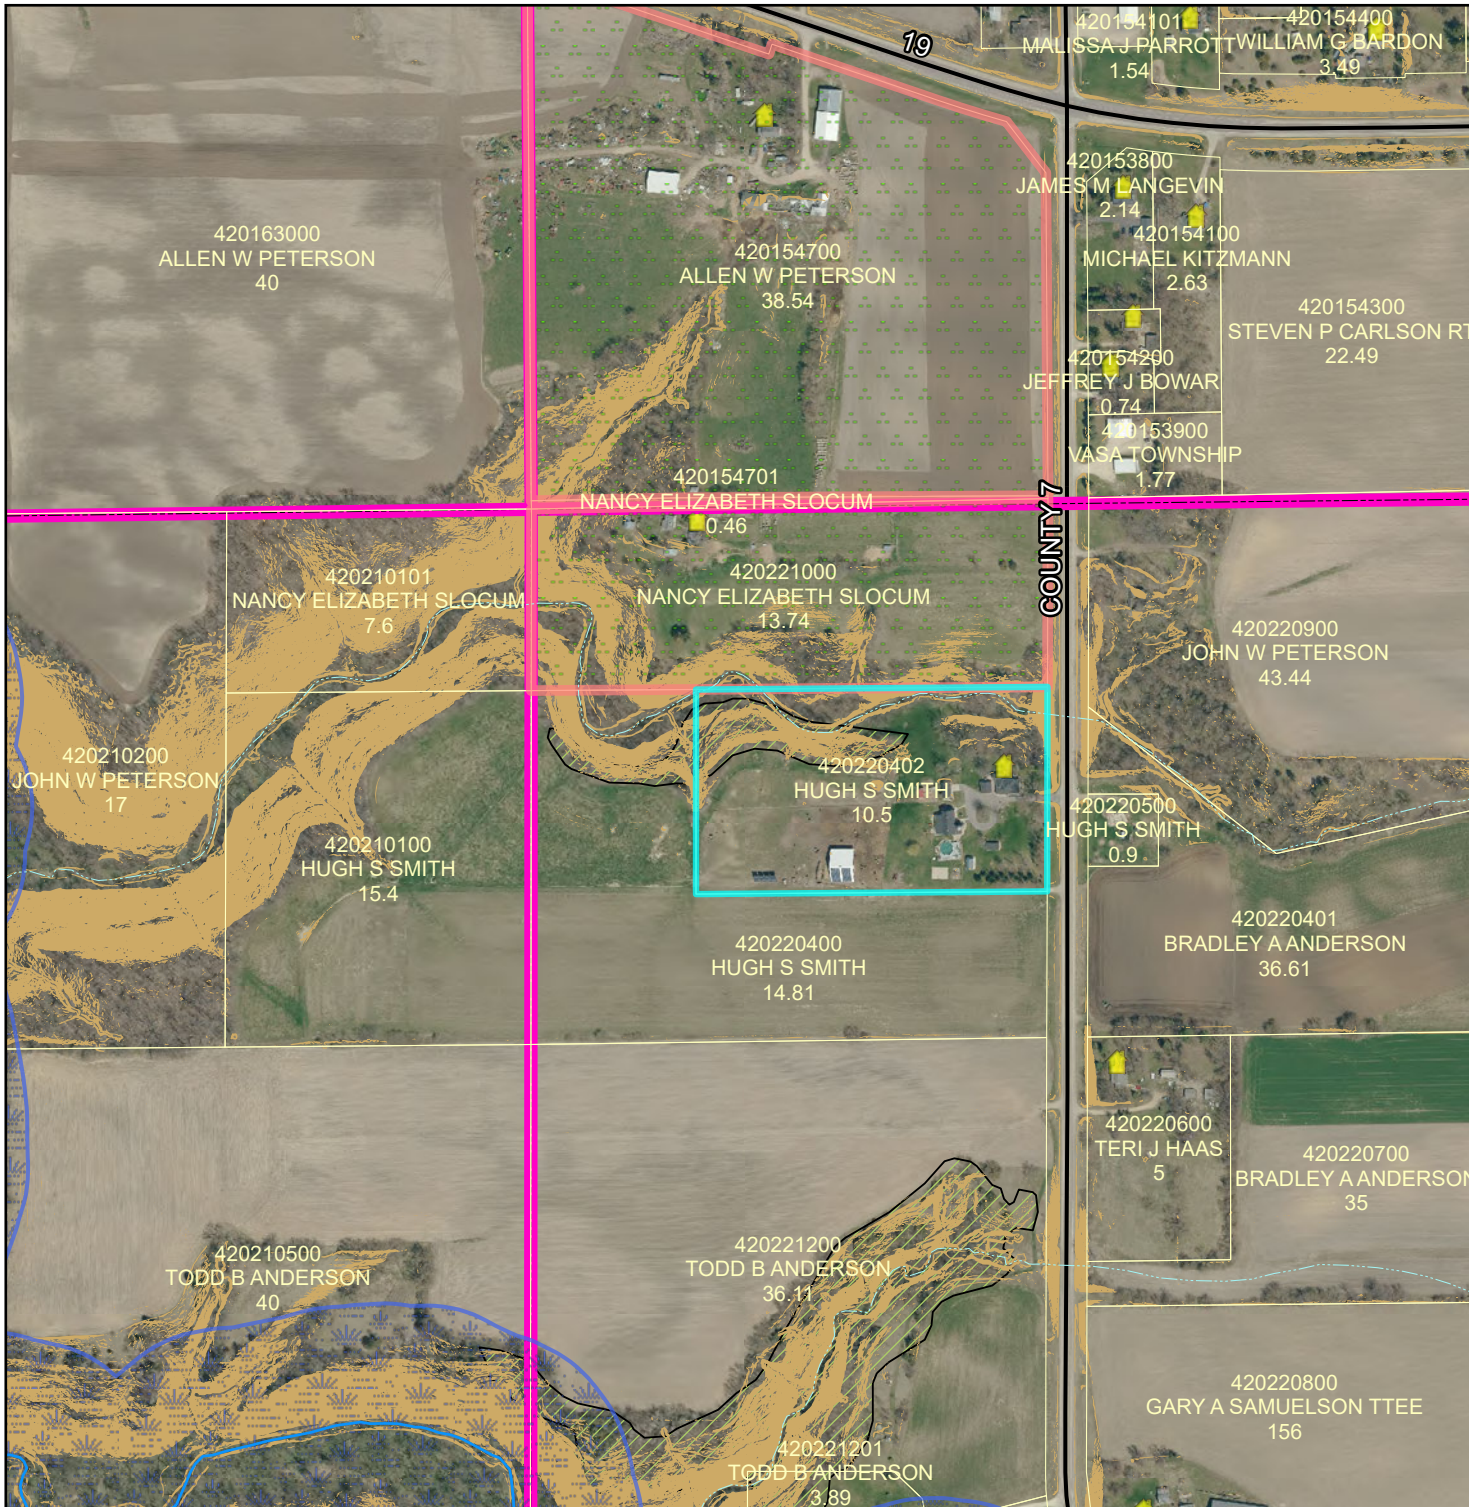 19
420154101
MALISSA J PARROTT
1.54
420154400
WILLIAM G BARDON
3.49
420163000
ALLEN W PETERSON
40
420154700
ALLEN W PETERSON
38.54
420153800
JAMES M LANGEVIN
2.14
420154100
MICHAEL KITZMANN
2.63
420154300
STEVEN P CARLSON RT
22.49
420154200
JEFFREY J BOWAR
0.74
420153900
VASA TOWNSHIP
1.77
420154701
NANCY ELIZABETH SLOCUM
0.46
COUNTY 7
420210101
NANCY ELIZABETH SLOCUM
7.6
420221000
NANCY ELIZABETH SLOCUM
13.74
420220900
JOHN W PETERSON
43.44
420210200
JOHN W PETERSON
17
420220402
HUGH S SMITH
10.5
420220500
HUGH S SMITH
0.9
420210100
HUGH S SMITH
15.4
420220400
HUGH S SMITH
14.81
420220401
BRADLEY A ANDERSON
36.61
420220600
TERI J HAAS
5
420220700
BRADLEY A ANDERSON
35
420210500
TODD B ANDERSON
40
420221200
TODD B ANDERSON
36.11
420220800
GARY A SAMUELSON TTEE
156
420221201
TODD B ANDERSON
3.89